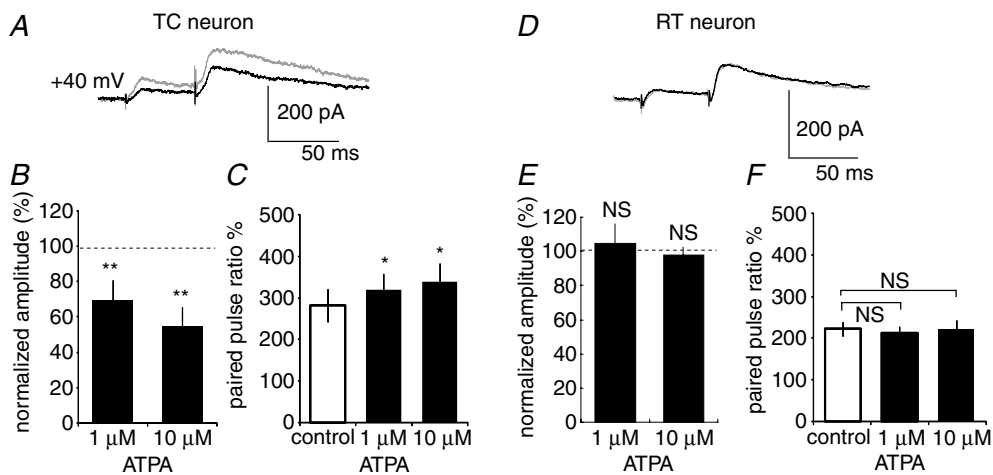 A
TC neuron
+40 mV
200 pA
50 ms
D
RT neuron
200 pA
50 ms
B
normalized amplitude (%)
120
100
80
60
40
20
0
**
**
1 µM
10 µM
ATPA
C
paired pulse ratio %
500
400
300
200
100
0
*
*
control
1 µM
10 µM
ATPA
E
normalized amplitude (%)
120
100
80
60
40
20
0
NS
NS
1 µM
10 µM
ATPA
F
paired pulse ratio %
500
400
300
200
100
0
NS
NS
control
1 µM
10 µM
ATPA